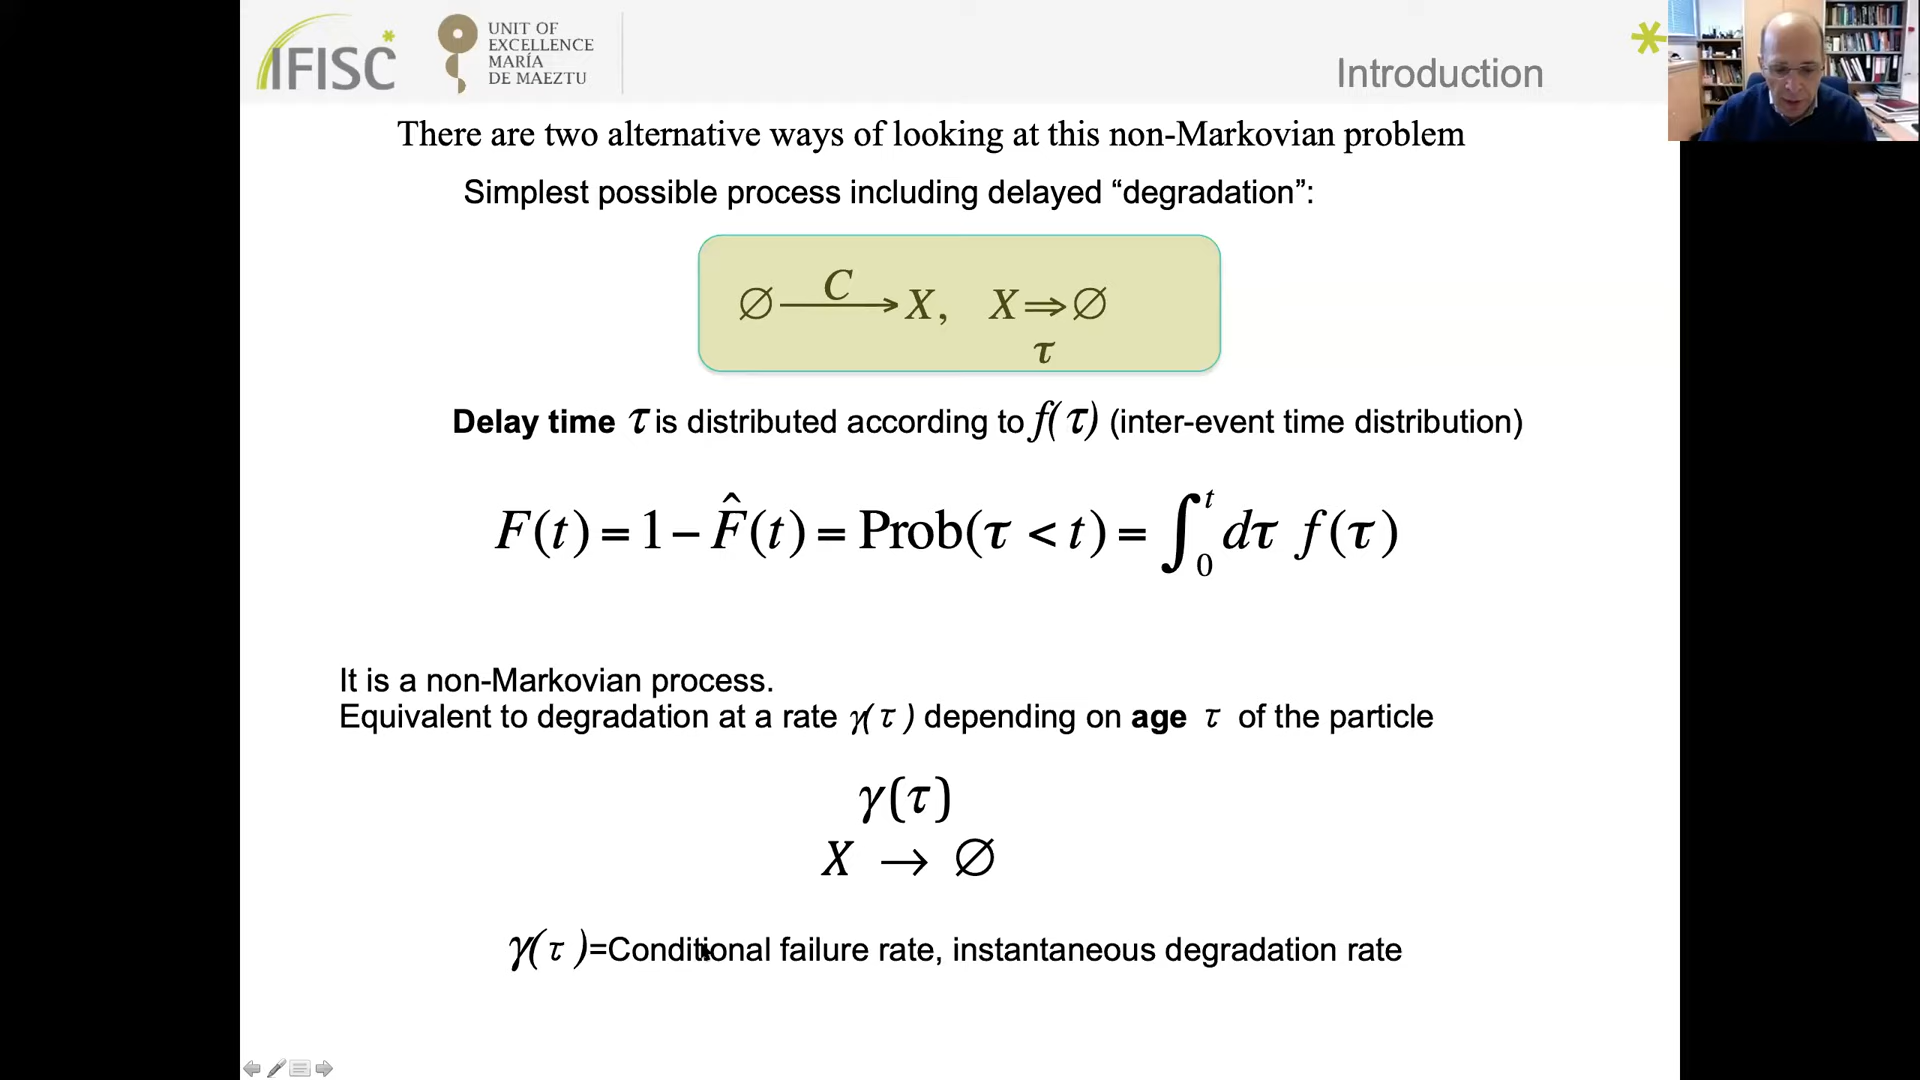 IFISC
UNIT OF
EXCELLENCE
MARÍA
DE MAEZTU
Introduction
There are two alternative ways of looking at this non-Markovian problem
Simplest possible process including delayed “degradation”:
∅ ⟶ X, X ⇒ ∅
C
τ
Delay time τ is distributed according to f(τ) (inter-event time distribution)
F(t) = 1 − F̂(t) = Prob(τ < t) = ∫₀ᵗ dτ f(τ)
It is a non-Markovian process.
Equivalent to degradation at a rate γ(τ) depending on age τ of the particle
γ(τ)
X → ∅
γ(τ)=Conditional failure rate, instantaneous degradation rate